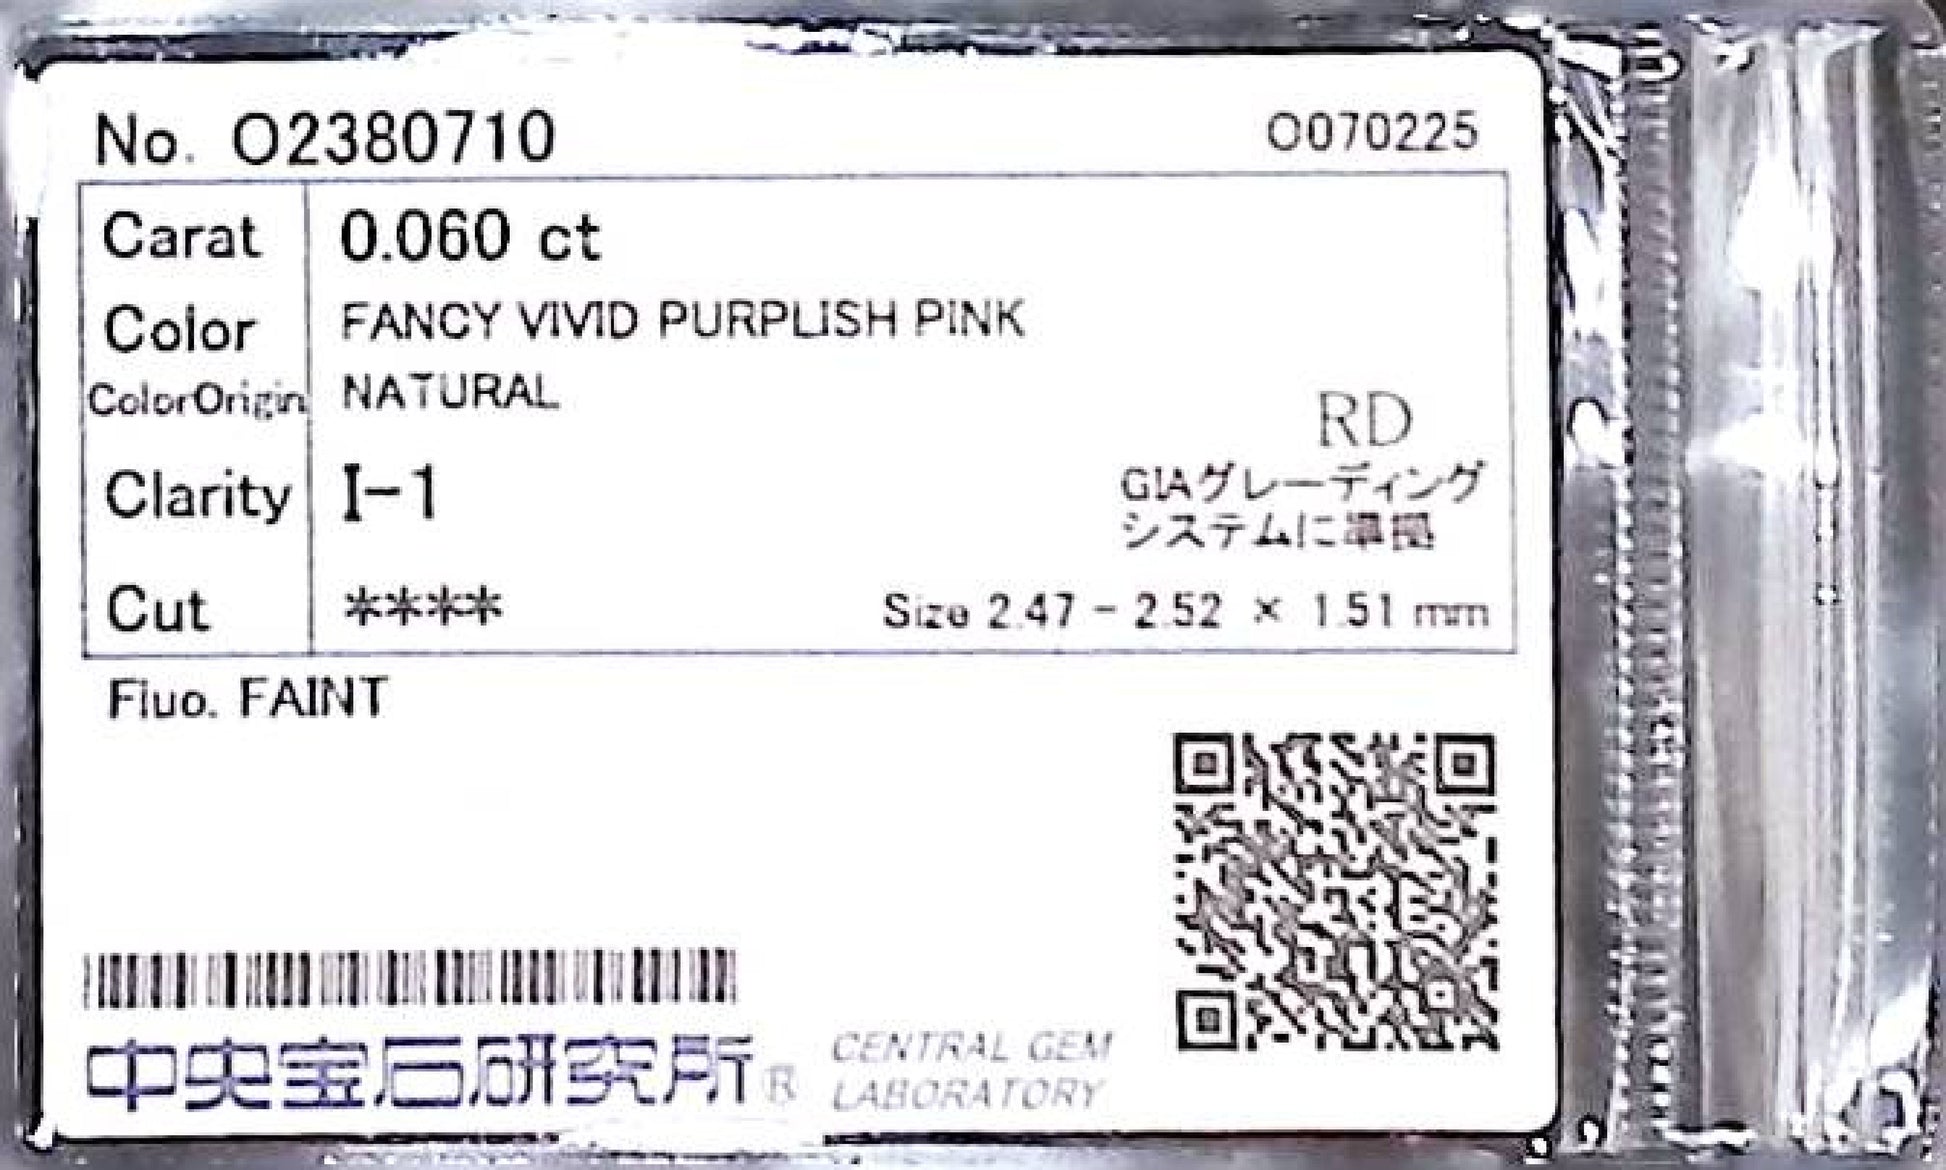 No. O2380710 O070225
Carat 0.060 ct
Color FANCY VIVID PURPLISH PINK
ColorOrigin NATURAL
RD
Clarity I-1
GIAグレーディング
システムに準拠
Cut **** Size 2.47 - 2.52 × 1.51 mm
Fluo. FAINT
中央宝石研究所® CENTRAL GEM
LABORATORY